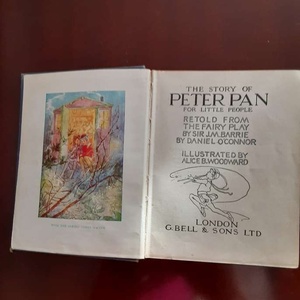 THE STORY OF
PETER PAN
FOR LITTLE PEOPLE
RETOLD FROM
THE FAIRY PLAY
BY SIR J.M. BARRIE
BY DANIEL O'CONNOR
ILLUSTRATED BY
ALICE B. WOODWARD
LONDON
G. BELL & SONS LTD